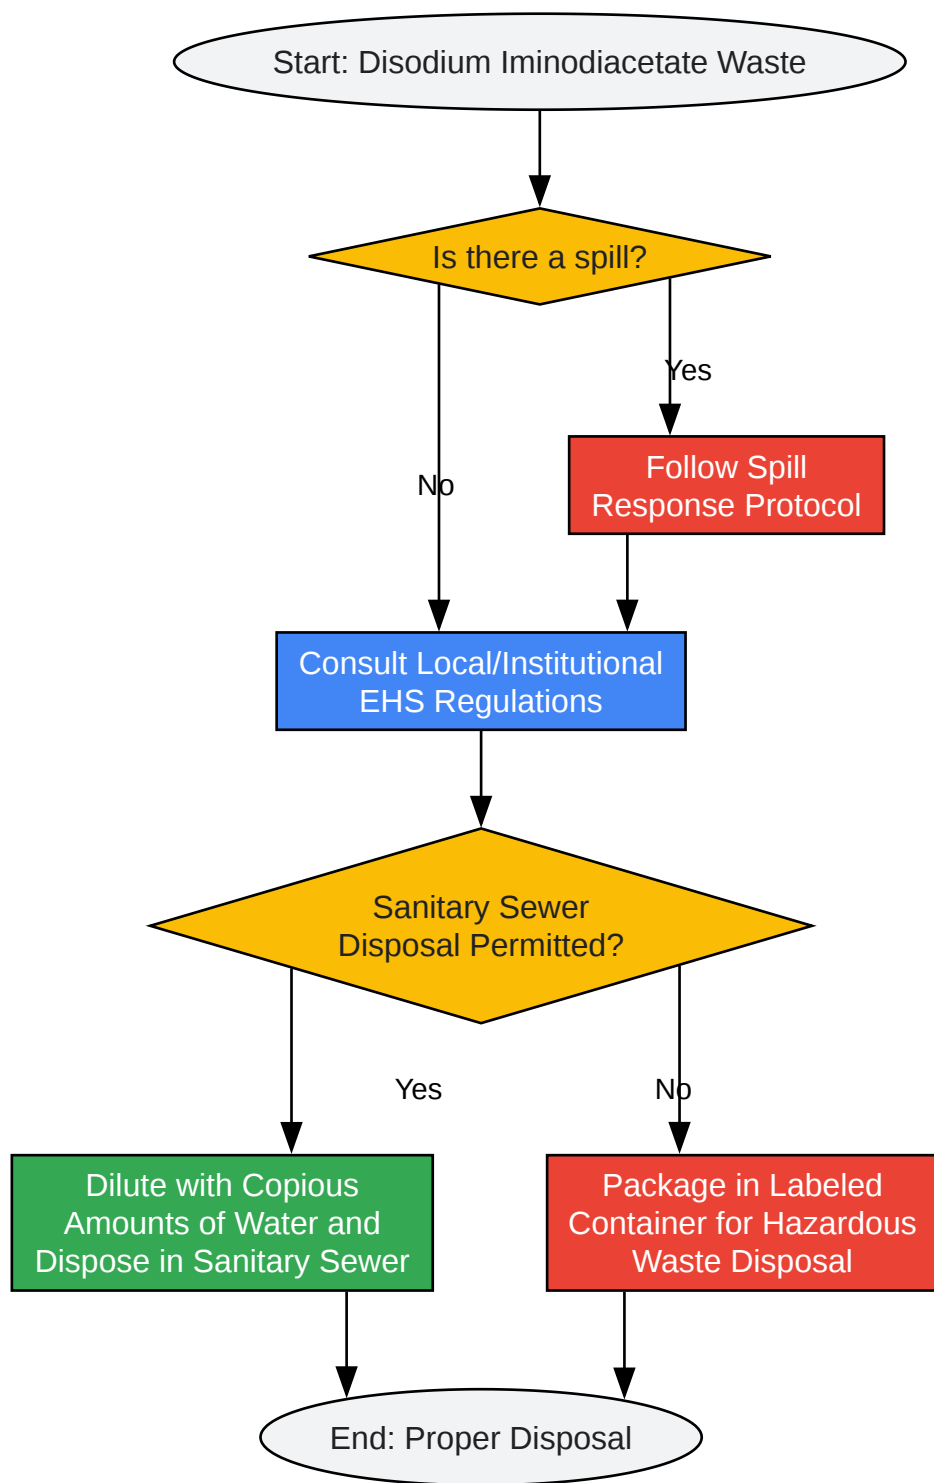 Start: Disodium Iminodiacetate Waste
Is there a spill?
Yes
Follow Spill
Response Protocol
No
Consult Local/Institutional
EHS Regulations
Sanitary Sewer
Disposal Permitted?
Yes
No
Dilute with Copious
Amounts of Water and
Dispose in Sanitary Sewer
Package in Labeled
Container for Hazardous
Waste Disposal
End: Proper Disposal